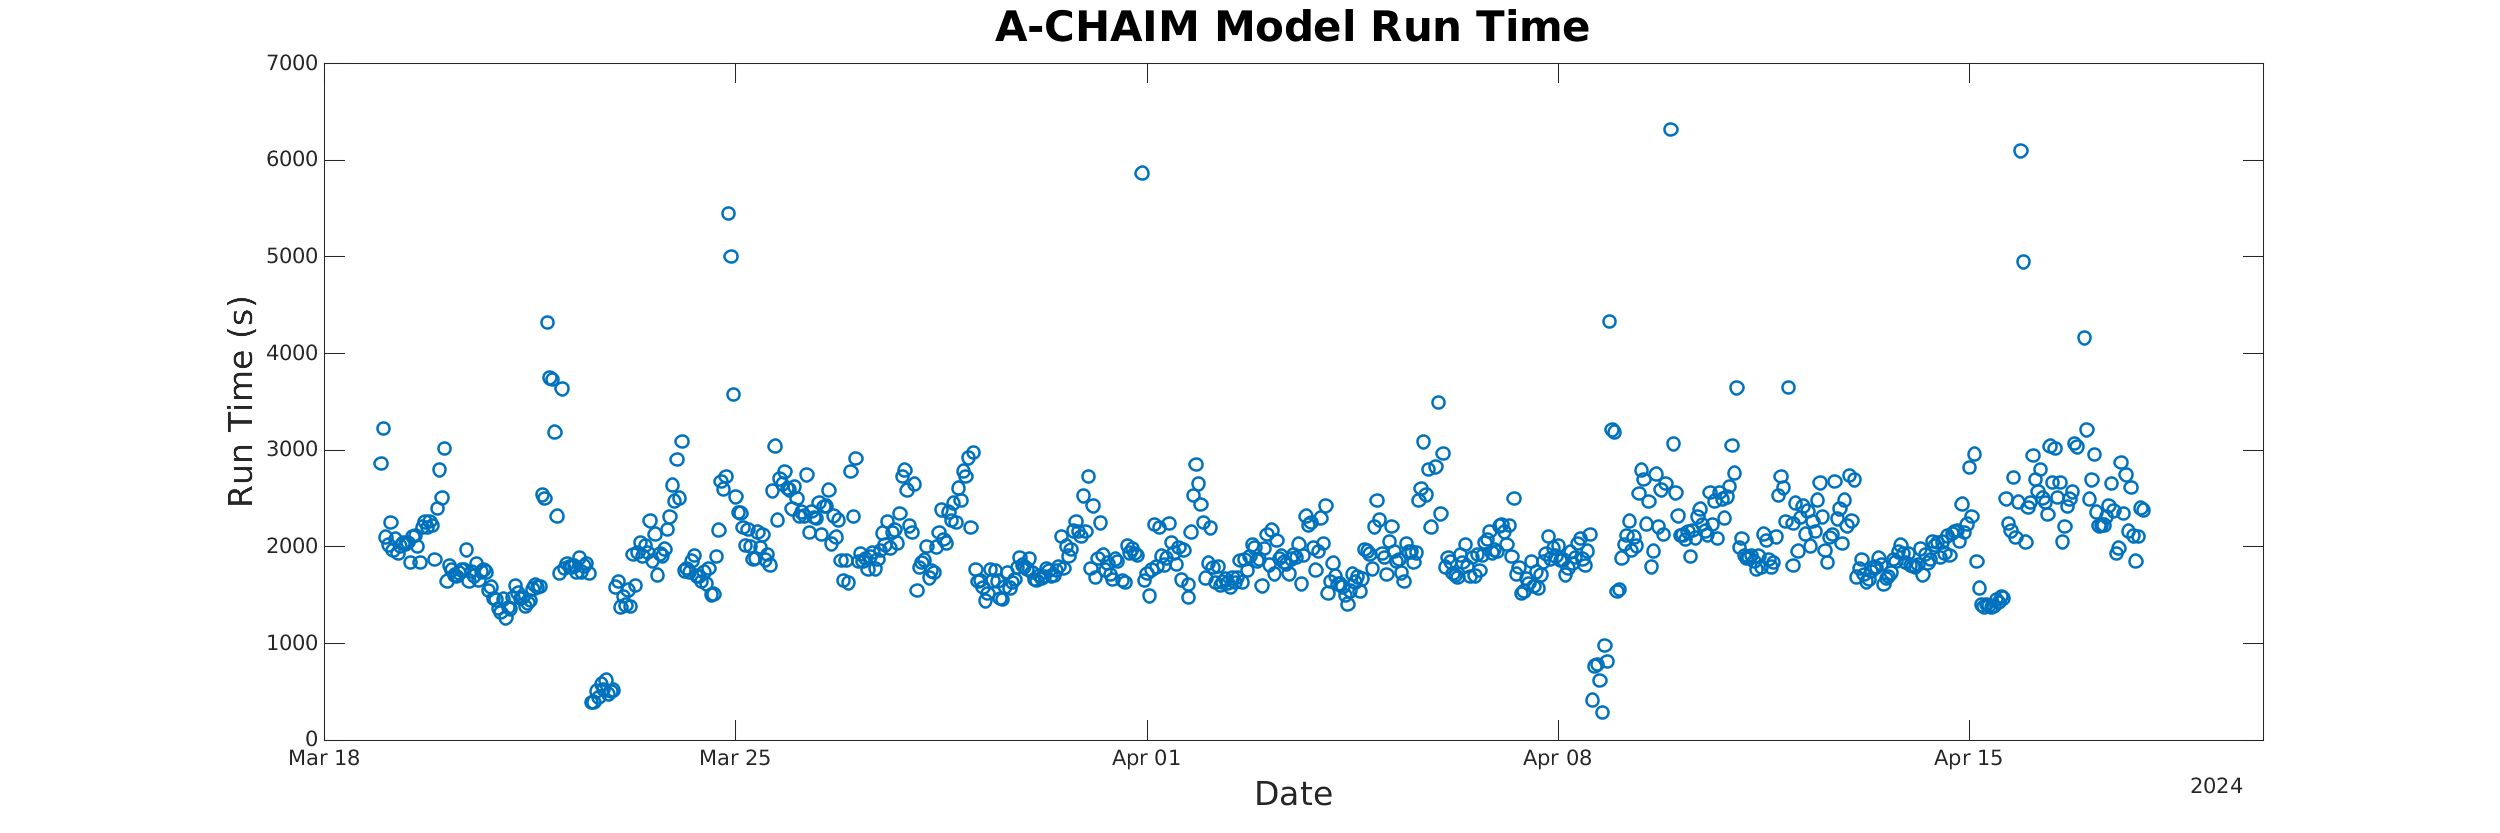 A-CHAIM Model Run Time
7000
6000
5000
4000
3000
2000
1000
0
Run Time (s)
Mar 18
Mar 25
Apr 01
Apr 08
Apr 15
2024
Date